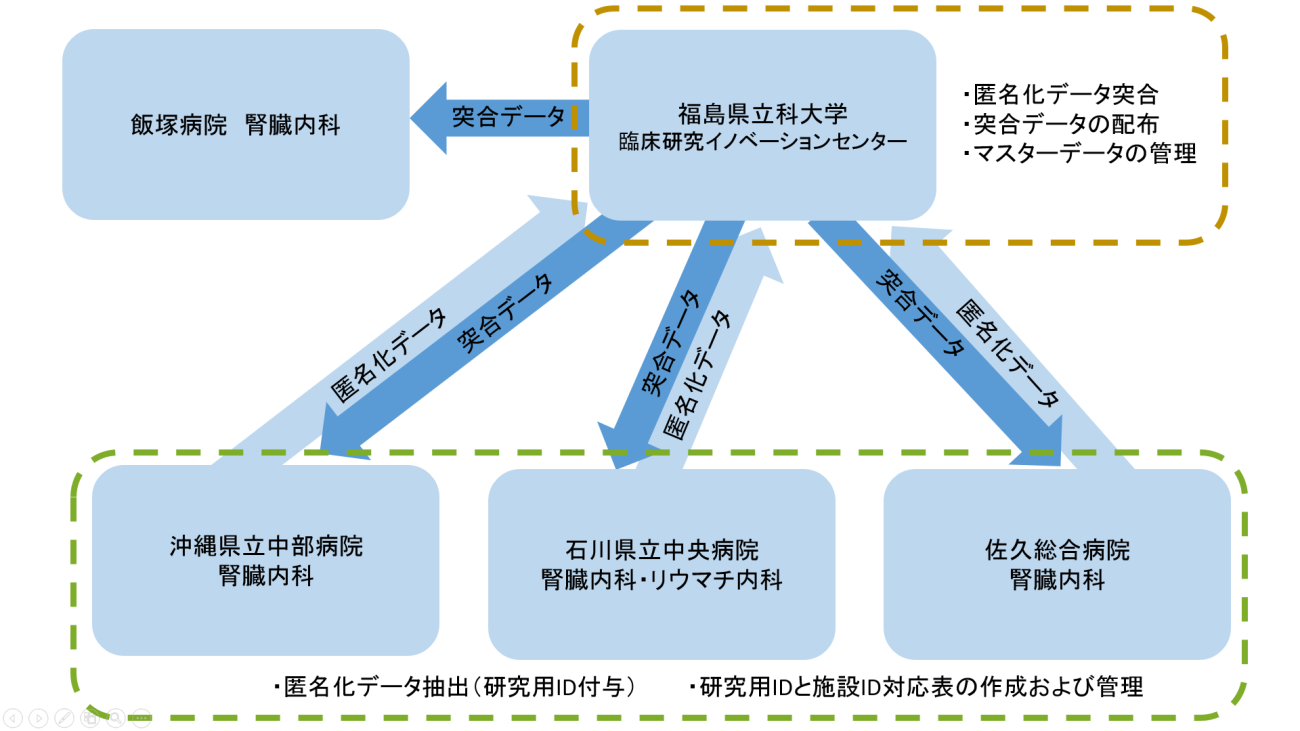 飯塚病院　腎臓内科
突合データ
福島県立科大学
臨床研究イノベーションセンター
・匿名化データ突合
・突合データの配布
・マスターデータの管理
匿名化データ
突合データ
突合データ
匿名化データ
突合データ
匿名化データ
沖縄県立中部病院
腎臓内科
石川県立中央病院
腎臓内科・リウマチ内科
佐久総合病院
腎臓内科
・匿名化データ抽出（研究用ID付与）
・研究用IDと施設ID対応表の作成および管理